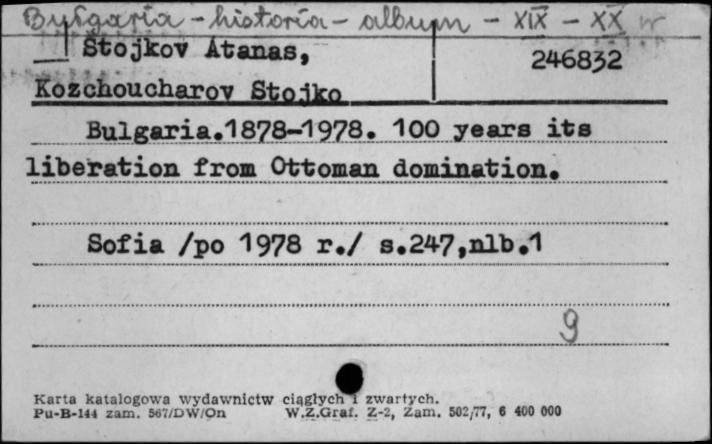 Bułgaria - historia - album - XIX - XX w
Stojkov Atanas,
246832
Kozchoucharov Stojko
Bulgaria.1878-1978. 100 years its
liberation from Ottoman domination.
Sofia /po 1978 r./ s.247,nlb.1
9
Karta katalogowa wydawnictw ciągłych i zwartych.
Pu-B-144 zam. 567/DW/On W.Z.Graf. Z-2, Zam. 502/77, 6 400 000